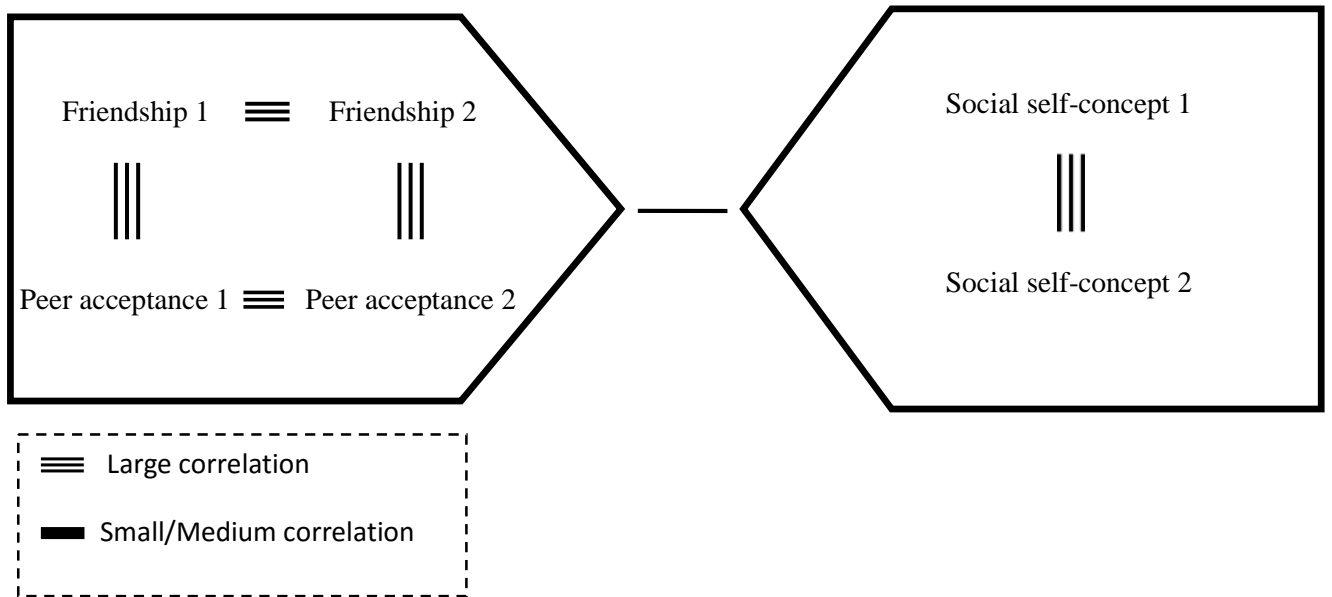 Friendship 1
Friendship 2
Peer acceptance 1
Peer acceptance 2
Social self-concept 1
Social self-concept 2
Large correlation
Small/Medium correlation